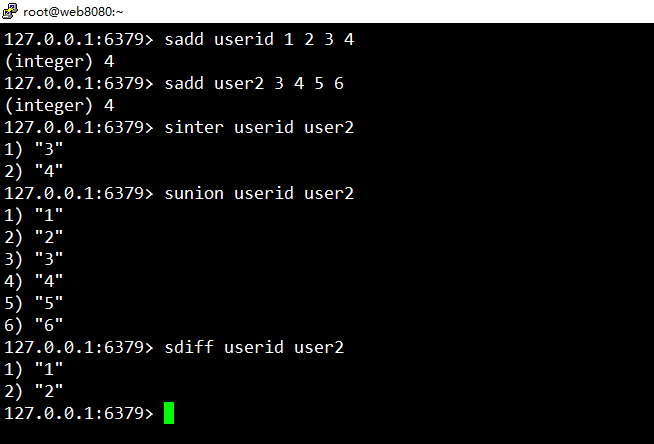 root@web8080:~
127.0.0.1:6379> sadd userid 1 2 3 4
(integer) 4
127.0.0.1:6379> sadd user2 3 4 5 6
(integer) 4
127.0.0.1:6379> sinter userid user2
1) "3"
2) "4"
127.0.0.1:6379> sunion userid user2
1) "1"
2) "2"
3) "3"
4) "4"
5) "5"
6) "6"
127.0.0.1:6379> sdiff userid user2
1) "1"
2) "2"
127.0.0.1:6379>